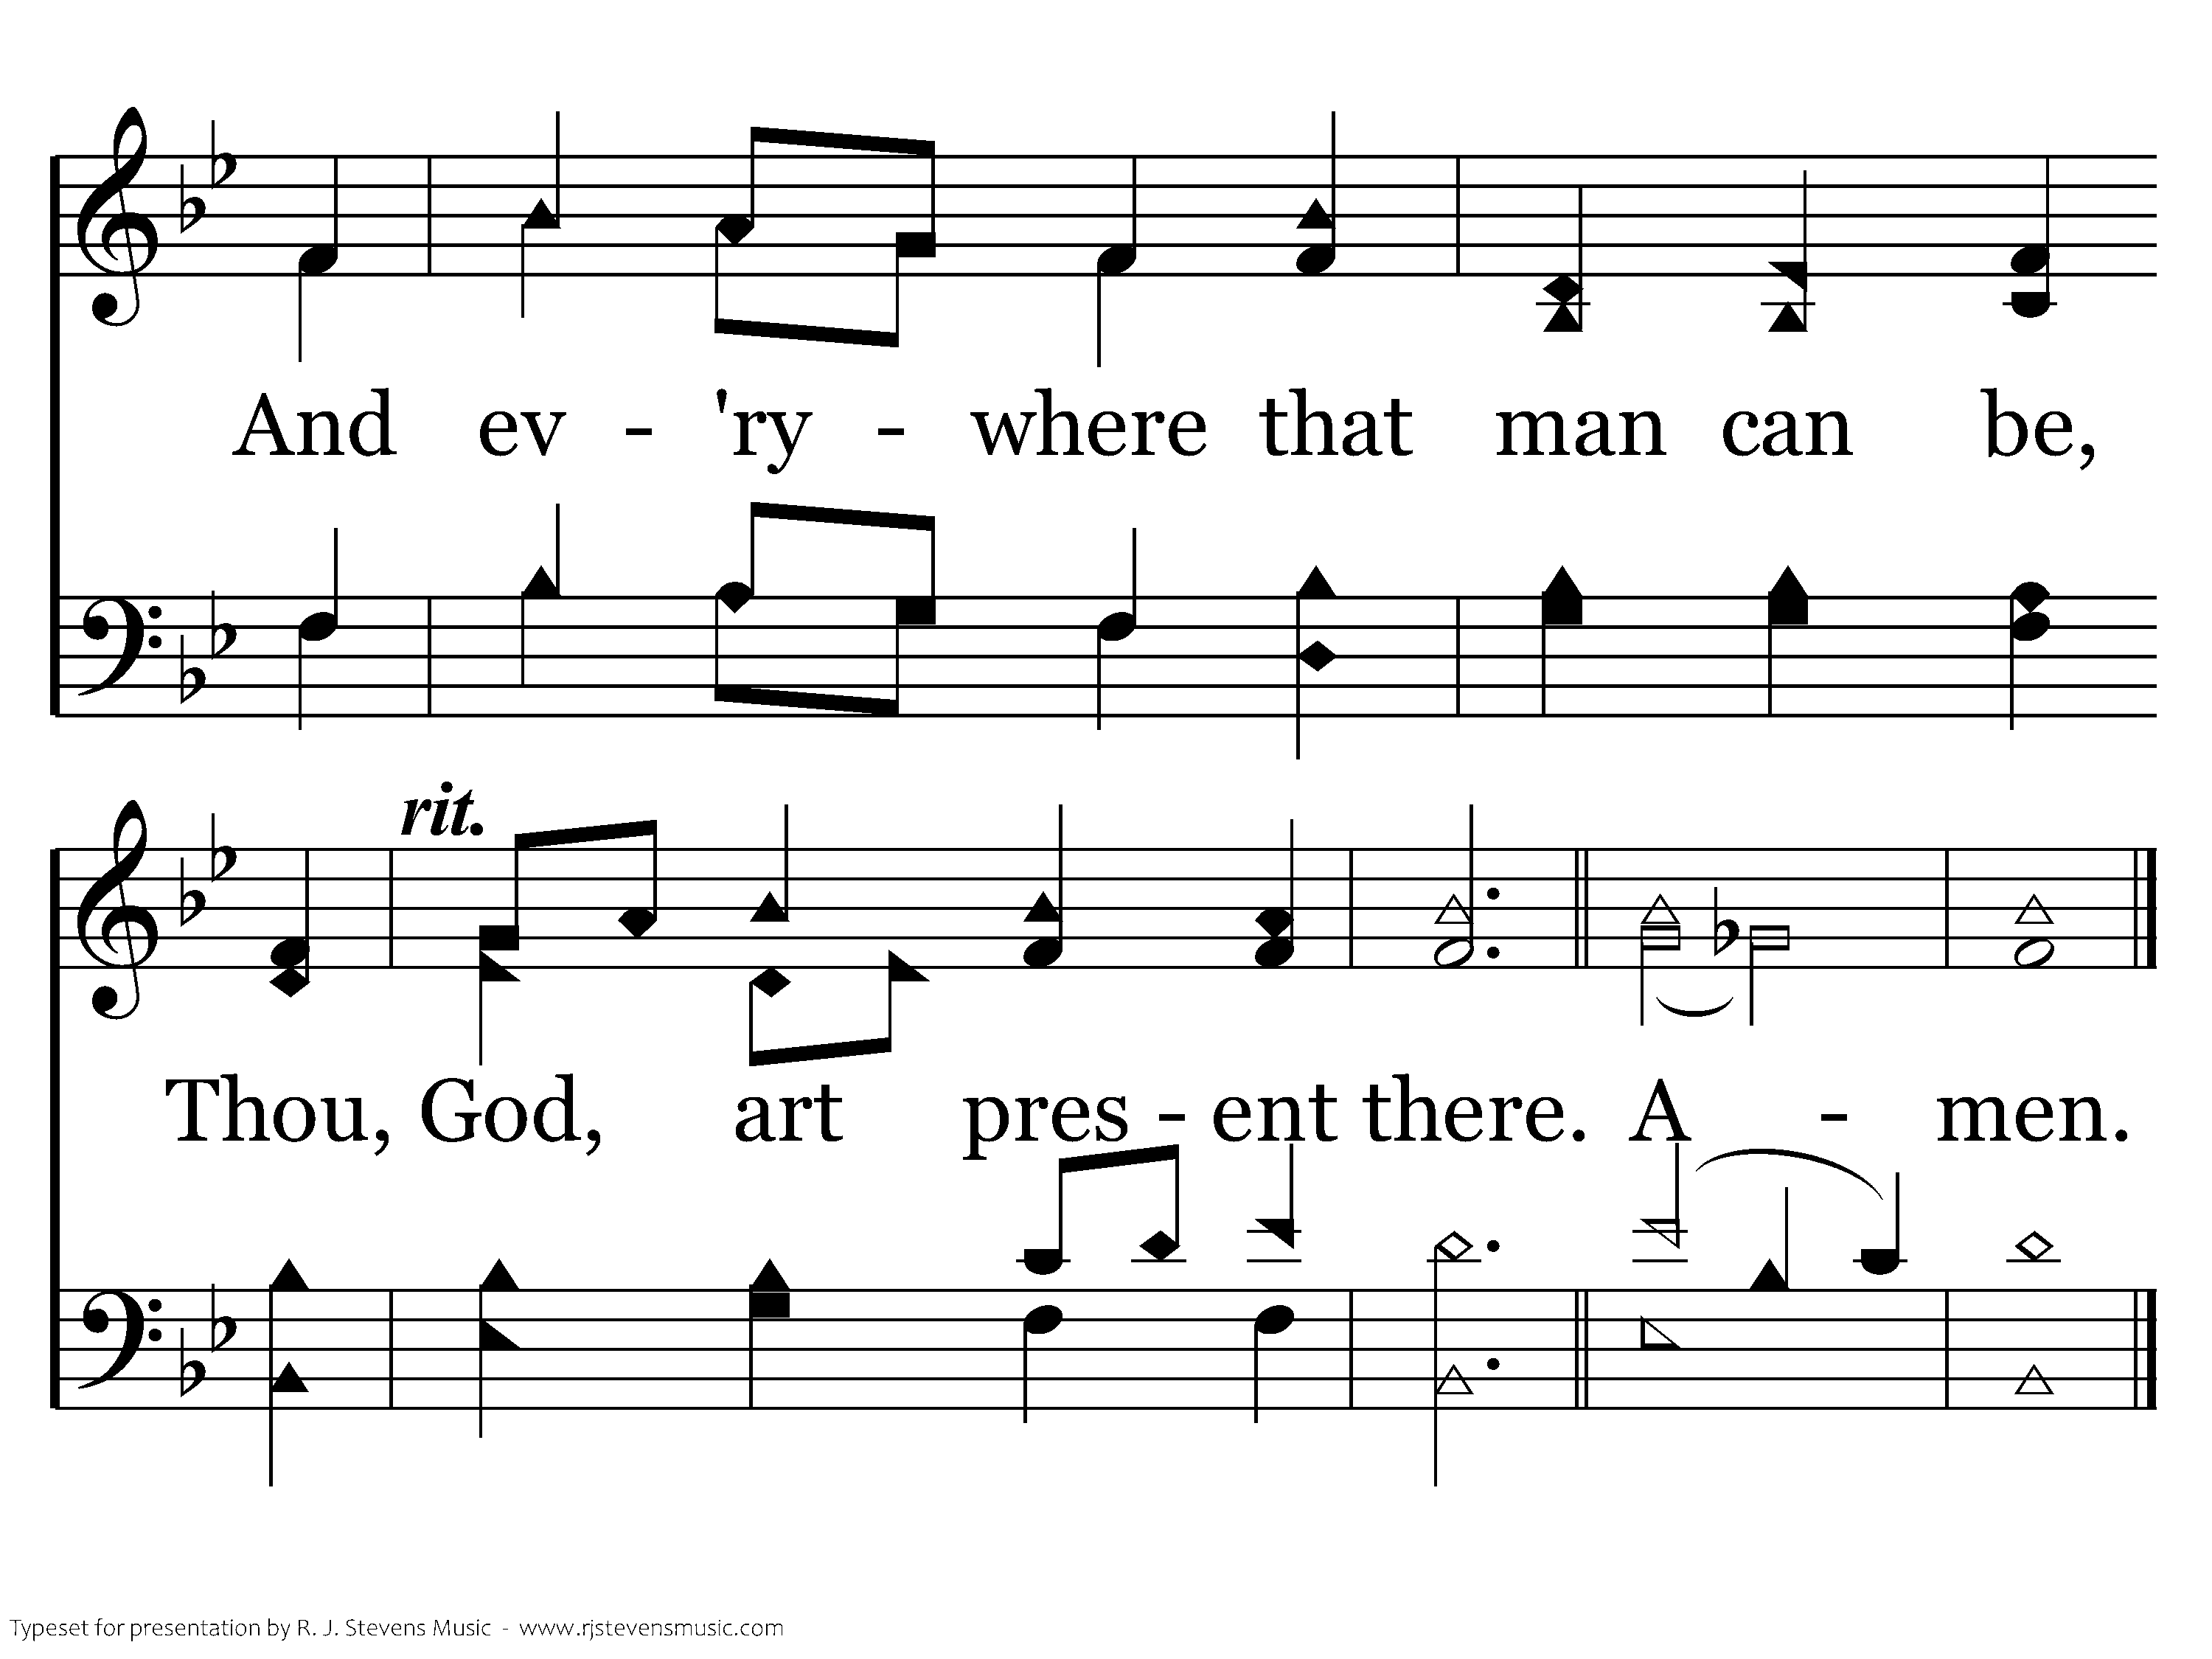 And ev - 'ry - where that man can be,
rit.
Thou, God, art pres - ent there. A - men.
Typeset for presentation by R. J. Stevens Music - www.rjstevensmusic.com